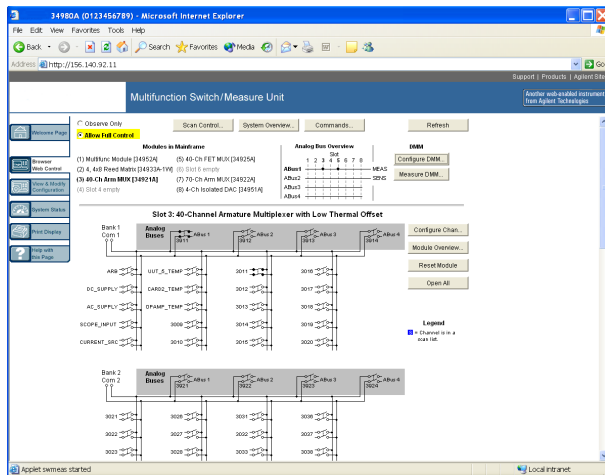 34980A (0123456789) - Microsoft Internet Explorer
File Edit View Favorites Tools Help
Back Search Favorites Media
Address http://156.140.92.11 Go
Support | Products | Agilent Site
Multifunction Switch/Measure Unit
Another web-enabled instrument
from Agilent Technologies
Welcome Page
Browser
Web Control
View & Modify
Configuration
System Status
Print Display
Help with
this Page
Observe Only
Allow Full Control
Scan Control... System Overview... Commands... Refresh
Modules in Mainframe
(1) Multifunc Module [34952A] (5) 40-Ch FET MUX [34925A]
(2) 4, 4x8 Reed Matrix [34933A-1W] (6) Slot 6 empty
(3) 40-Ch Arm MUX [34921A] (7) 70-Ch Arm MUX [34922A]
(4) Slot 4 empty (8) 4-Ch Isolated DAC [34951A]
Analog Bus Overview
Slot
1 2 3 4 5 6 7 8
ABus1 MEAS
ABus2 SENS
ABus3
ABus4
DMM
Configure DMM...
Measure DMM...
Slot 3: 40-Channel Armature Multiplexer with Low Thermal Offset
Bank 1
Com 1
Analog
Buses
ABus 1 ABus 2 ABus 3 ABus 4
3911 3912 3913 3914
ARB UUT_5_TEMP 3011 3016
DC_SUPPLY CARD2_TEMP 3012 3017
AC_SUPPLY OPAMP_TEMP 3013 3018
SCOPE_INPUT 3009 3014 3019
CURRENT_SRC 3010 3015 3020
Configure Chan...
Module Overview...
Reset Module
Open All
Legend
S = Channel is in a
scan list.
Bank 2
Com 2
Analog
Buses
ABus 1 ABus 2 ABus 3 ABus 4
3921 3922 3923 3924
3021 3026 3031 3036
3022 3027 3032 3037
3023 3028 3033 3038
Applet swmeas started
Local intranet